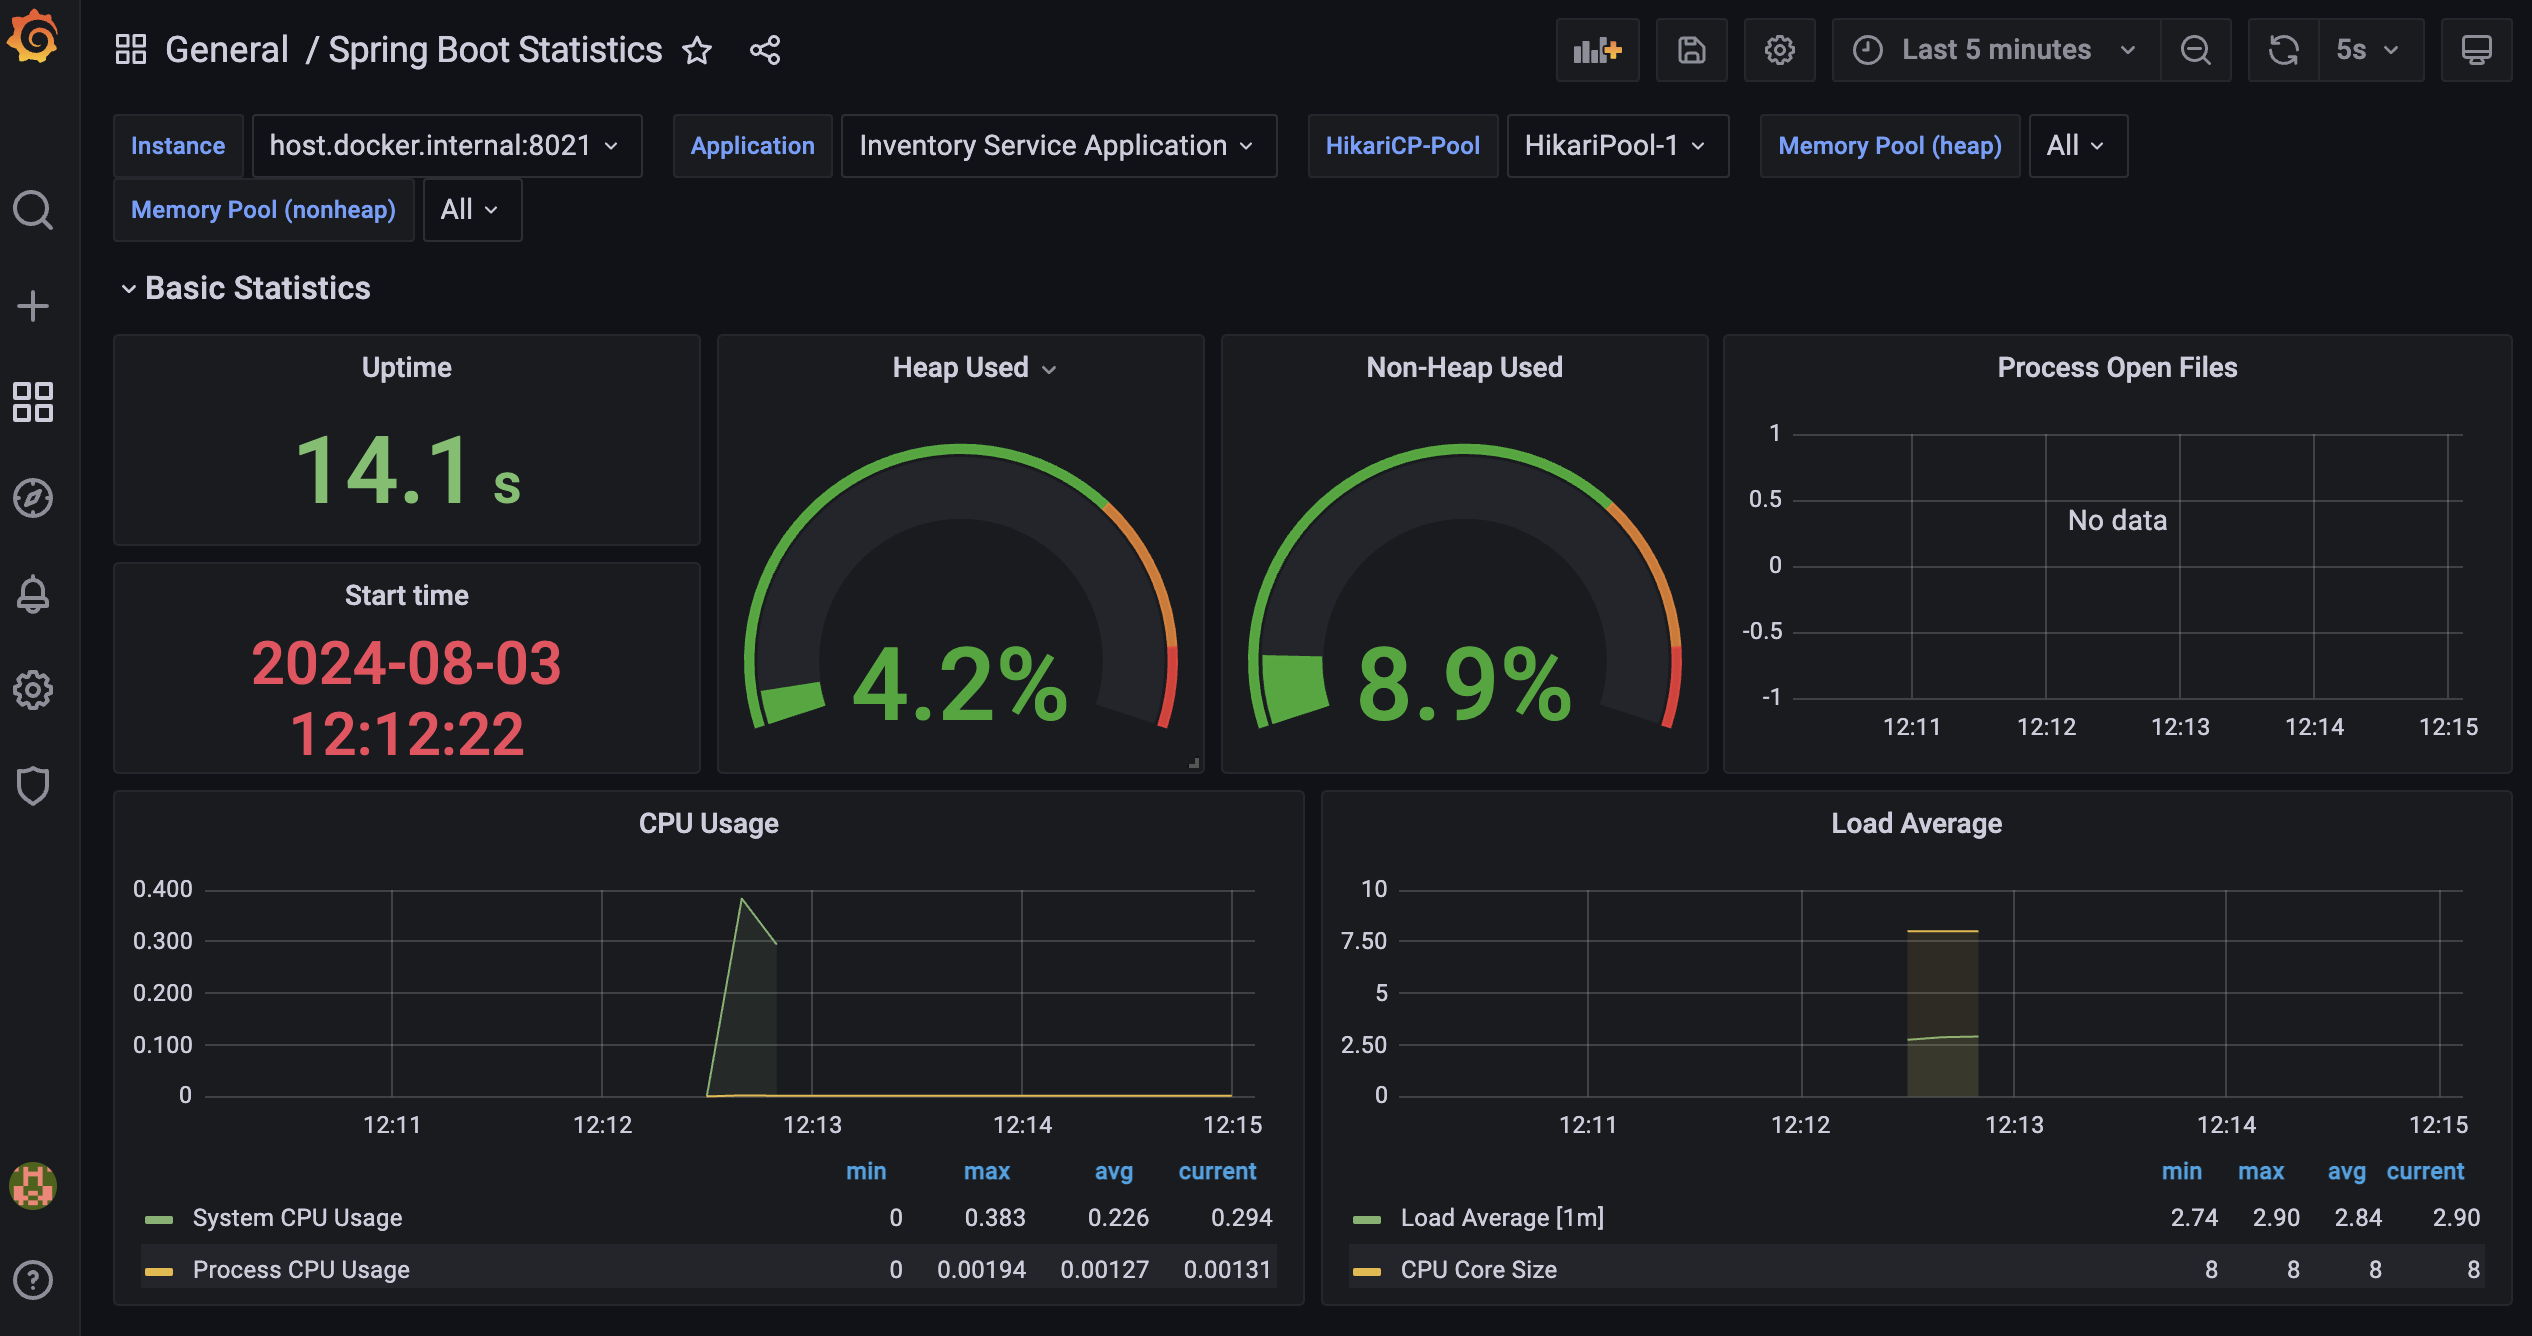 General / Spring Boot Statistics
Last 5 minutes
5s
Instance host.docker.internal:8021 Application Inventory Service Application HikariCP-Pool HikariPool-1 Memory Pool (heap) All
Memory Pool (nonheap) All
Basic Statistics
Uptime
14.1 s
Start time
2024-08-03
12:12:22
Heap Used
4.2%
Non-Heap Used
8.9%
Process Open Files
1
0.5
0
-0.5
-1
No data
12:11 12:12 12:13 12:14 12:15
CPU Usage
0.400
0.300
0.200
0.100
0
12:11 12:12 12:13 12:14 12:15
min max avg current
System CPU Usage 0 0.383 0.226 0.294
Process CPU Usage 0 0.00194 0.00127 0.00131
Load Average
10
7.50
5
2.50
0
12:11 12:12 12:13 12:14 12:15
min max avg current
Load Average [1m] 2.74 2.90 2.84 2.90
CPU Core Size 8 8 8 8